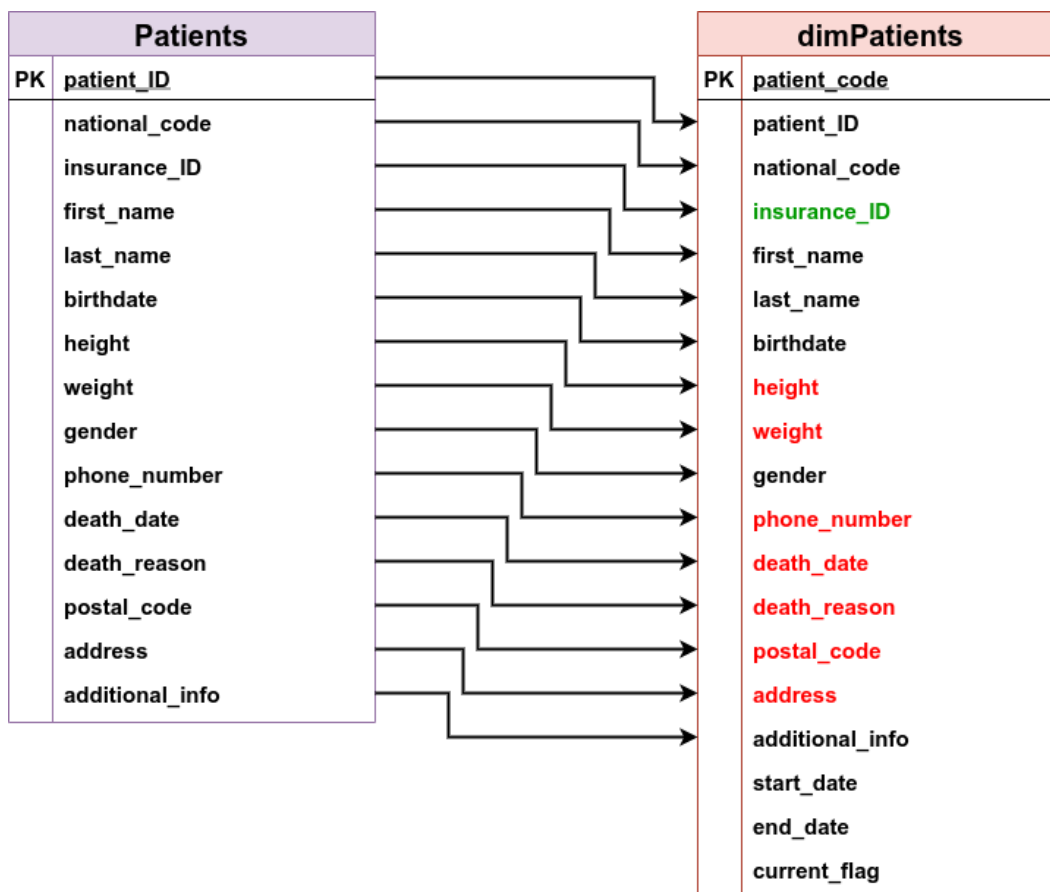 Patients
PK patient_ID
national_code
insurance_ID
first_name
last_name
birthdate
height
weight
gender
phone_number
death_date
death_reason
postal_code
address
additional_info
dimPatients
PK patient_code
patient_ID
national_code
insurance_ID
first_name
last_name
birthdate
height
weight
gender
phone_number
death_date
death_reason
postal_code
address
additional_info
start_date
end_date
current_flag